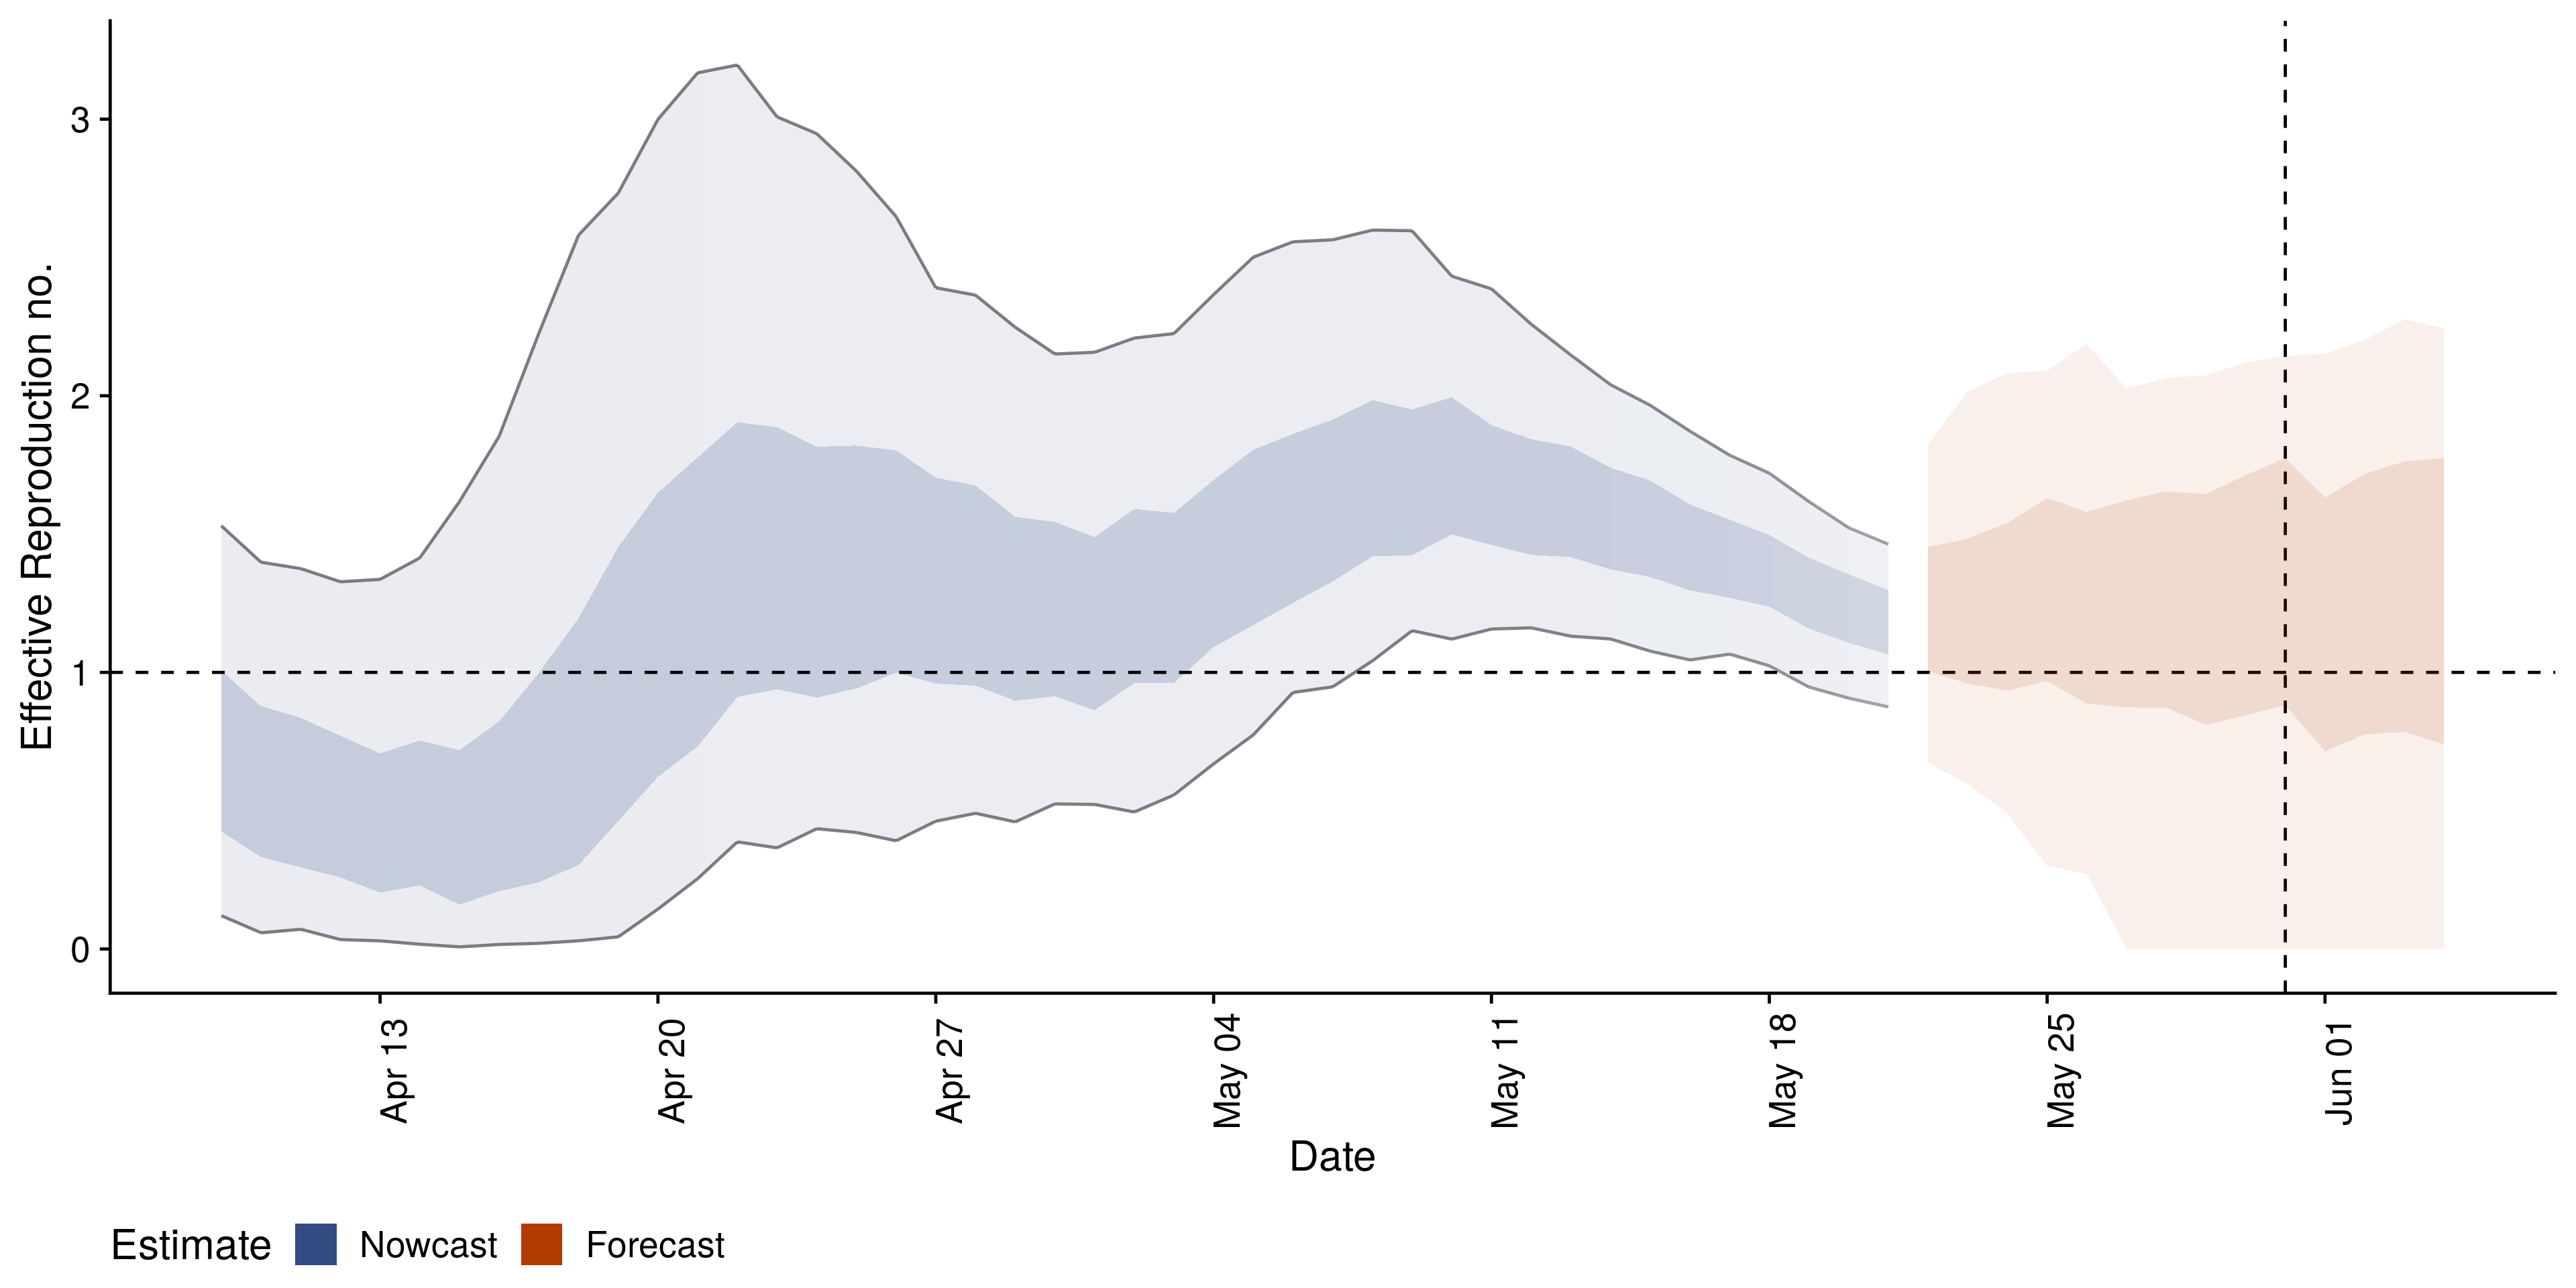 Effective Reproduction no.
3
2
1
0
Apr 13
Apr 20
Apr 27
May 04
May 11
May 18
May 25
Jun 01
Date
Estimate Nowcast Forecast